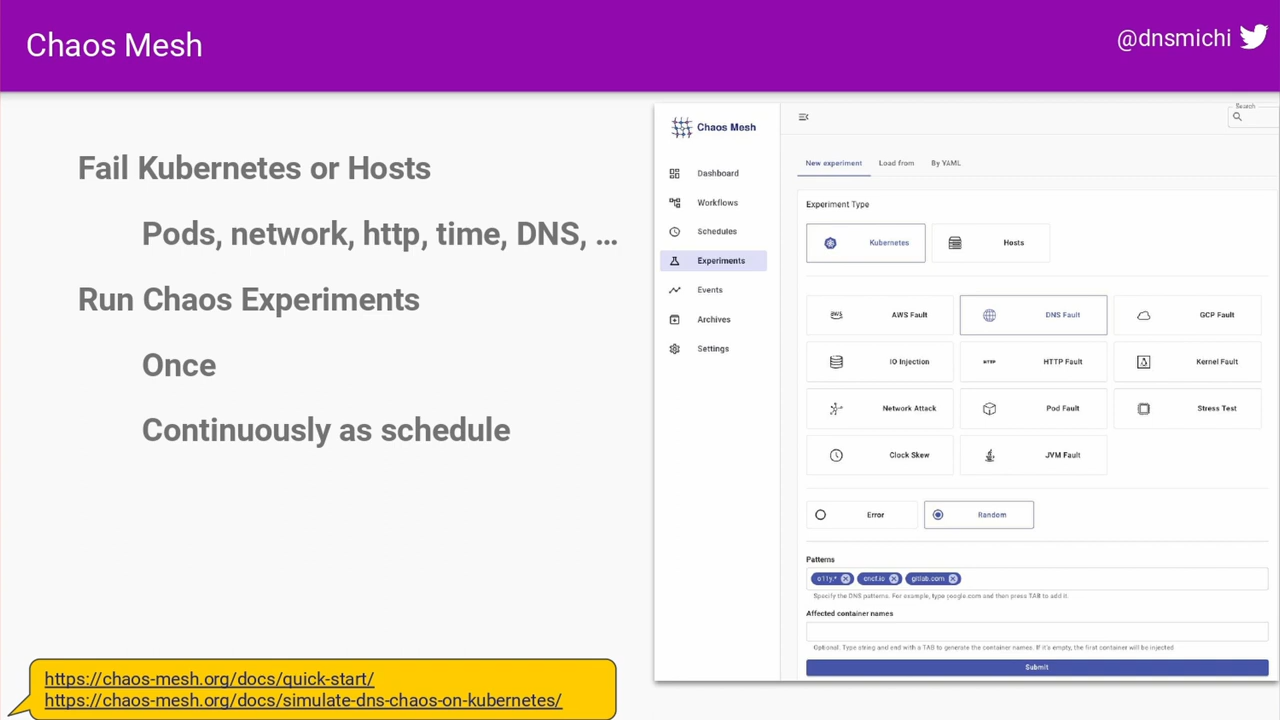 Chaos Mesh
@dnsmichi
Fail Kubernetes or Hosts
Pods, network, http, time, DNS, ...
Run Chaos Experiments
Once
Continuously as schedule
https://chaos-mesh.org/docs/quick-start/
https://chaos-mesh.org/docs/simulate-dns-chaos-on-kubernetes/
Chaos Mesh
Dashboard
Workflows
Schedules
Experiments
Events
Archives
Settings
Search
New experiment Load from By YAML
Experiment Type
Kubernetes Hosts
aws AWS Fault DNS Fault GCP Fault
IO Injection HTTP HTTP Fault Kernel Fault
Network Attack Pod Fault Stress Test
Clock Skew JVM Fault
Error Random
Patterns
o11y.* cncf.io gitlab.com
Specify the DNS patterns. For example, type google.com and then press TAB to add it.
Affected container names
Optional. Type string and end with a TAB to generate the container names. If it's empty, the first container will be injected
Submit